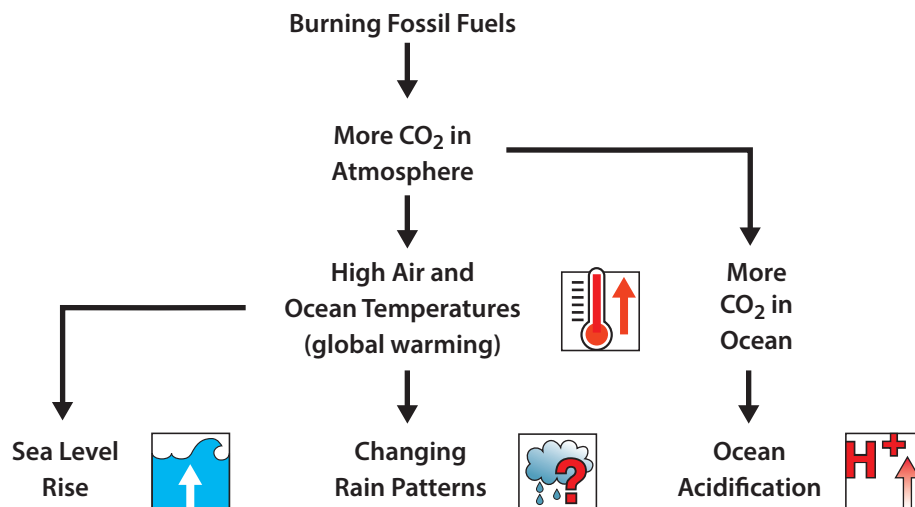 Burning Fossil Fuels
More CO₂ in
Atmosphere
High Air and
Ocean Temperatures
(global warming)
More
CO₂ in
Ocean
Sea Level
Rise
Changing
Rain Patterns
?
Ocean
Acidification
H⁺